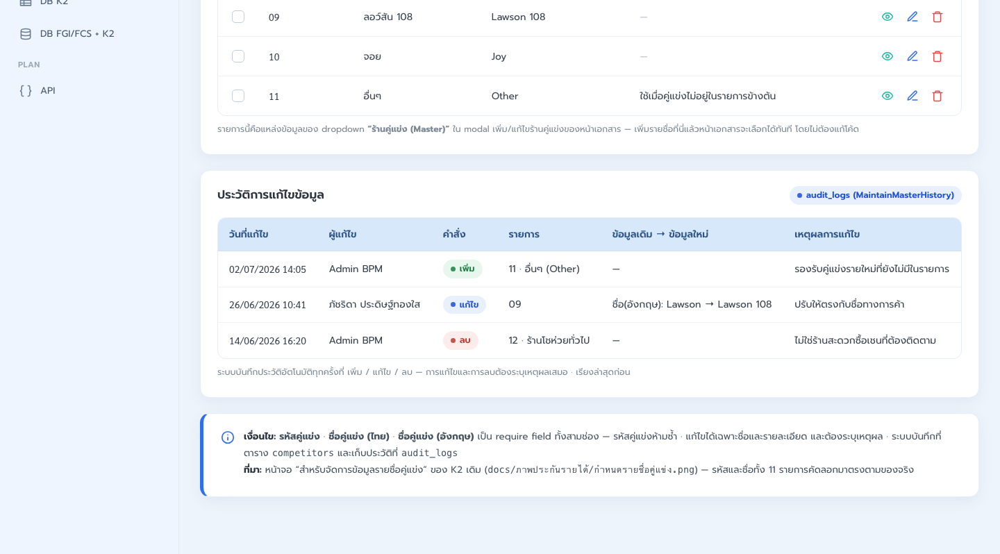 DB K2
DB FGI/FCS + K2
PLAN
API
09 ลอว์สัน 108 Lawson 108 —
10 จอย Joy —
11 อื่นๆ Other ใช้เมื่อคู่แข่งไม่อยู่ในรายการข้างต้น
รายการนี้คือแหล่งข้อมูลของ dropdown "ร้านคู่แข่ง (Master)" ใน modal เพิ่ม/แก้ไขร้านคู่แข่งของหน้าเอกสาร — เพิ่มรายชื่อที่นี่แล้วหน้าเอกสารจะเลือกได้ทันที โดยไม่ต้องแก้โค้ด
ประวัติการแก้ไขข้อมูล
audit_logs (MaintainMasterHistory)
วันที่แก้ไข ผู้แก้ไข คำสั่ง รายการ ข้อมูลเดิม → ข้อมูลใหม่ เหตุผลการแก้ไข
02/07/2026 14:05 Admin BPM เพิ่ม 11 · อื่นๆ (Other) — รองรับคู่แข่งรายใหม่ที่ยังไม่มีในรายการ
26/06/2026 10:41 ภัชริดา ประดิษฐ์ทองใส แก้ไข 09 ชื่อ(อังกฤษ): Lawson → Lawson 108 ปรับให้ตรงกับชื่อทางการค้า
14/06/2026 16:20 Admin BPM ลบ 12 · ร้านโชห่วยทั่วไป — ไม่ใช่ร้านสะดวกซื้อเชนที่ต้องติดตาม
ระบบบันทึกประวัติอัตโนมัติทุกครั้งที่ เพิ่ม / แก้ไข / ลบ — การแก้ไขและการลบต้องระบุเหตุผลเสมอ · เรียงล่าสุดก่อน
เงื่อนไข: รหัสคู่แข่ง · ชื่อคู่แข่ง (ไทย) · ชื่อคู่แข่ง (อังกฤษ) เป็น require field ทั้งสามช่อง — รหัสคู่แข่งห้ามซ้ำ · แก้ไขได้เฉพาะชื่อและรายละเอียด และต้องระบุเหตุผล · ระบบบันทึกที่
ตาราง competitors และเก็บประวัติที่ audit_logs
ที่มา: หน้าจอ "สำหรับจัดการข้อมูลรายชื่อคู่แข่ง" ของ K2 เดิม (docs/ภาพประกันรายได้/กำหนดรายชื่อคู่แข่ง.png) — รหัสและชื่อทั้ง 11 รายการคัดลอกมาตรงตามของจริง